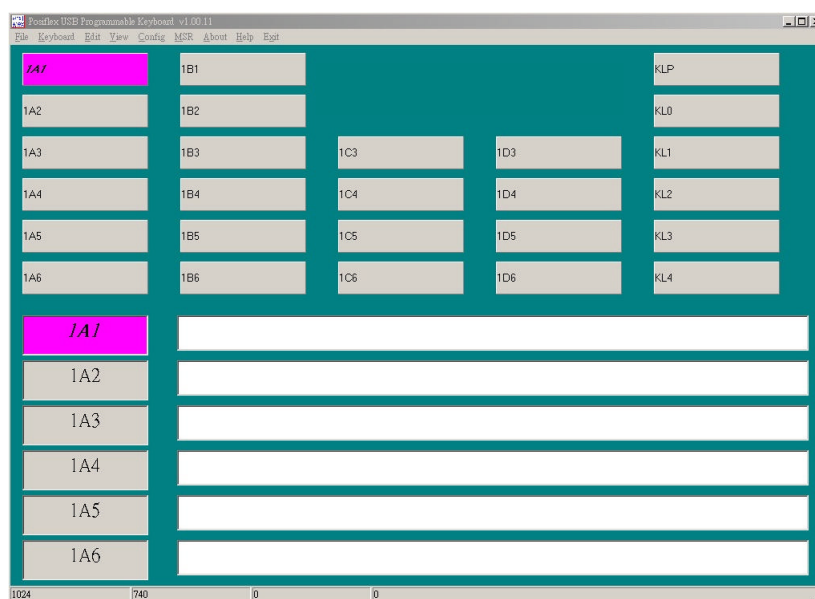 Posiflex USB Programmable Keyboard v1.00.11
File Keyboard Edit View Config MSR About Help Exit
1A1 1B1 KLP
1A2 1B2 KL0
1A3 1B3 1C3 1D3 KL1
1A4 1B4 1C4 1D4 KL2
1A5 1B5 1C5 1D5 KL3
1A6 1B6 1C6 1D6 KL4
1A1
1A2
1A3
1A4
1A5
1A6
1024 740 0 0